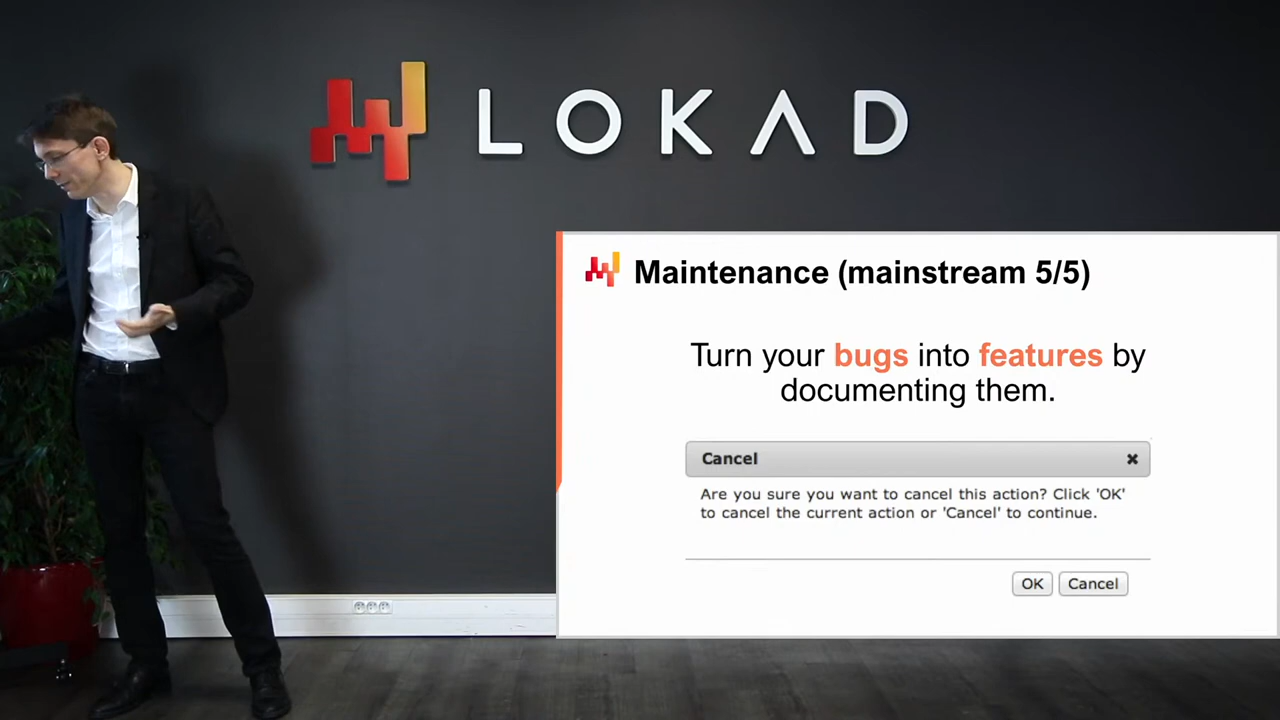 LOKAD
Maintenance (mainstream 5/5)
Turn your bugs into features by
documenting them.
Cancel
Are you sure you want to cancel this action? Click 'OK'
to cancel the current action or 'Cancel' to continue.
OK
Cancel